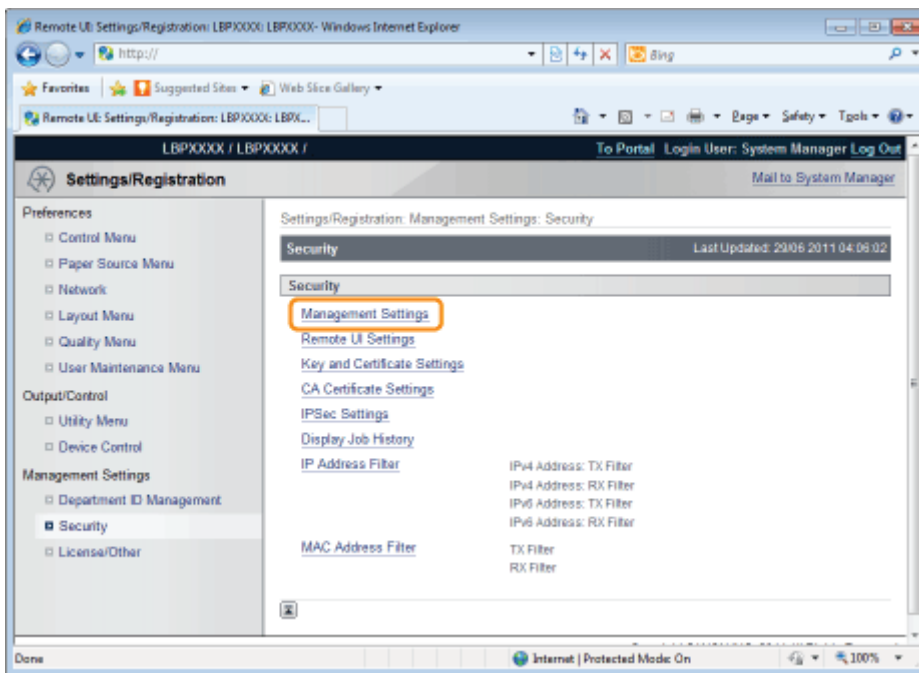 Remote UI: Settings/Registration: LBPXXXX: LBPXXXX- Windows Internet Explorer
http://
Bing
Favorites Suggested Sites Web Slice Gallery
Remote UI: Settings/Registration: LBPXXXX: LBPX... Page Safety Tools
LBPXXXX / LBPXXXX / To Portal Login User: System Manager Log Out
Settings/Registration Mail to System Manager
Preferences
Control Menu
Paper Source Menu
Network
Layout Menu
Quality Menu
User Maintenance Menu
Output/Control
Utility Menu
Device Control
Management Settings
Department ID Management
Security
License/Other
Settings/Registration: Management Settings: Security
Security Last Updated: 29/06 2011 04:06:02
Security
Management Settings
Remote UI Settings
Key and Certificate Settings
CA Certificate Settings
IPSec Settings
Display Job History
IP Address Filter IPv4 Address: TX Filter
IPv4 Address: RX Filter
IPv6 Address: TX Filter
IPv6 Address: RX Filter
MAC Address Filter TX Filter
RX Filter
Done Internet | Protected Mode: On 100%